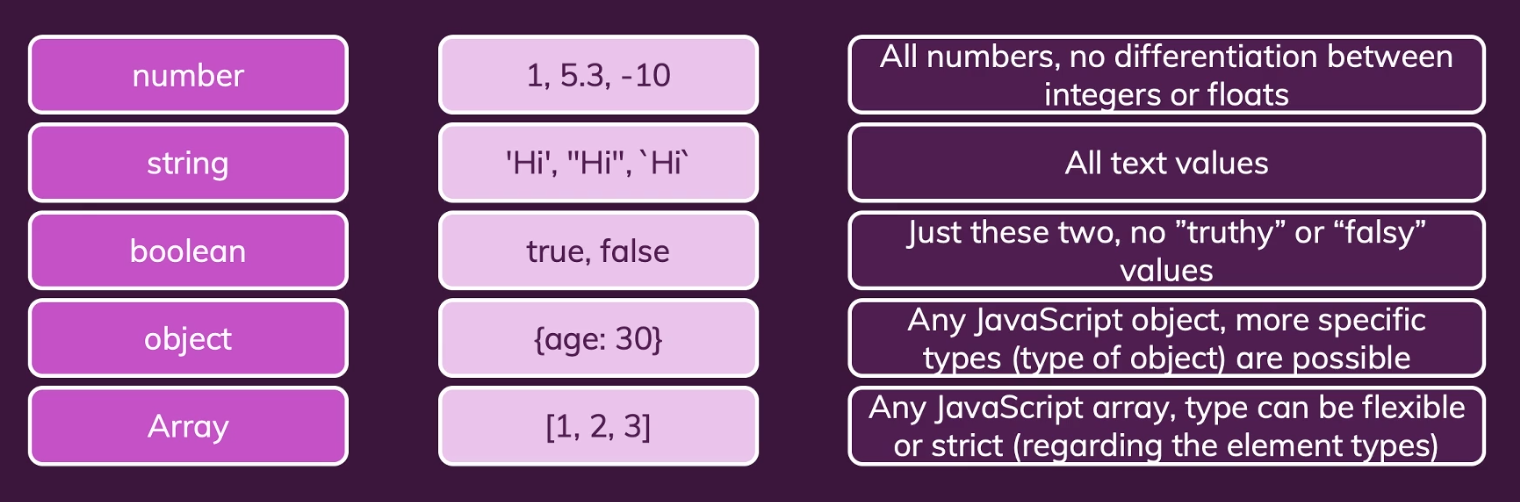 number
1, 5.3, -10
All numbers, no differentiation between
integers or floats
string
'Hi', "Hi", `Hi`
All text values
boolean
true, false
Just these two, no ”truthy” or “falsy”
values
object
{age: 30}
Any JavaScript object, more specific
types (type of object) are possible
Array
[1, 2, 3]
Any JavaScript array, type can be flexible
or strict (regarding the element types)